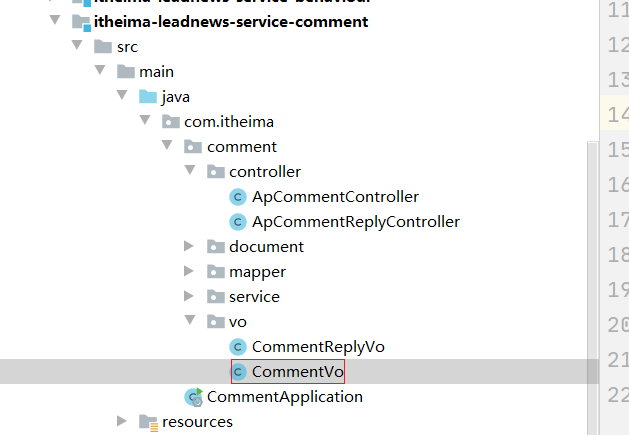 itheima-leadnews-service-behaviour
itheima-leadnews-service-comment
src
main
java
com.itheima
comment
controller
ApCommentController
ApCommentReplyController
document
mapper
service
vo
CommentReplyVo
CommentVo
CommentApplication
resources
11
12
13
14
15
16
17
18
19
20
21
22